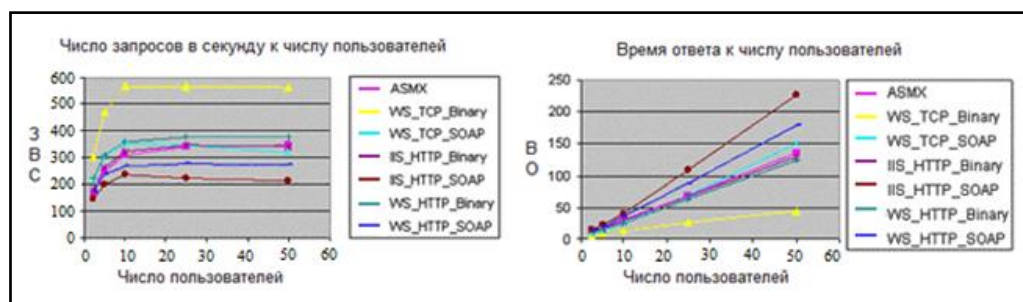 Число запросов в секунду к числу пользователей
600
500
400
300
200
100
0
З
В
С
0 10 20 30 40 50 60
Число пользователей
ASMX
WS_TCP_Binary
WS_TCP_SOAP
IIS_HTTP_Binary
IIS_HTTP_SOAP
WS_HTTP_Binary
WS_HTTP_SOAP
Время ответа к числу пользователей
250
200
150
100
50
0
В
О
0 10 20 30 40 50 60
Число пользователей
ASMX
WS_TCP_Binary
WS_TCP_SOAP
IIS_HTTP_Binary
IIS_HTTP_SOAP
WS_HTTP_Binary
WS_HTTP_SOAP